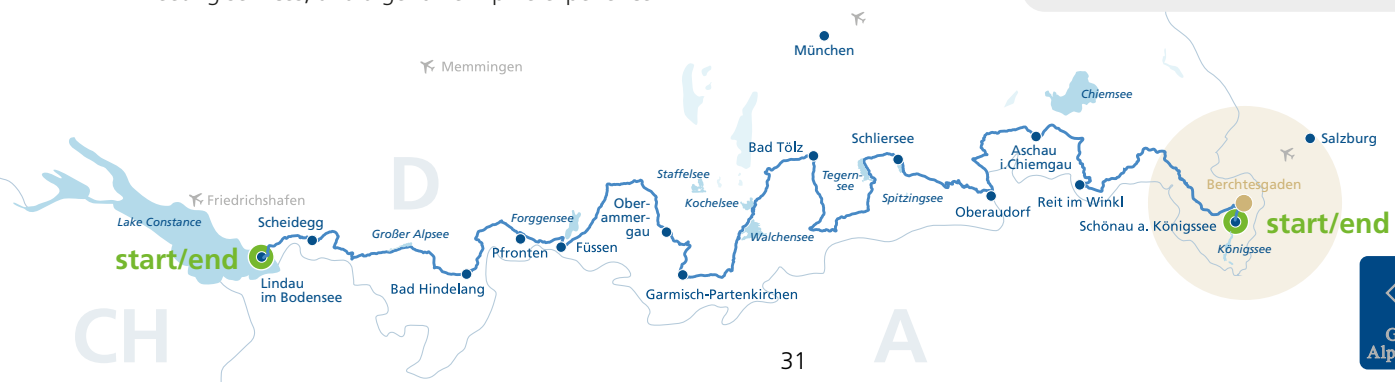 München
Memmingen
Chiemsee
Salzburg
Bad Tölz
Schliersee
Aschau
i.Chiemgau
Staffelsee
Tegern-
see
D
Berchtesgaden
Friedrichshafen
Kochelsee
Spitzingsee
Ober-
ammer-
gau
Oberaudorf
Reit im Winkl
Lake Constance
Scheidegg
Forggensee
Großer Alpsee
Walchensee
Schönau a. Königssee
start/end
Füssen
Pfronten
Königssee
start/end
Lindau
im Bodensee
Bad Hindelang
Garmisch-Partenkirchen
CH
A
31